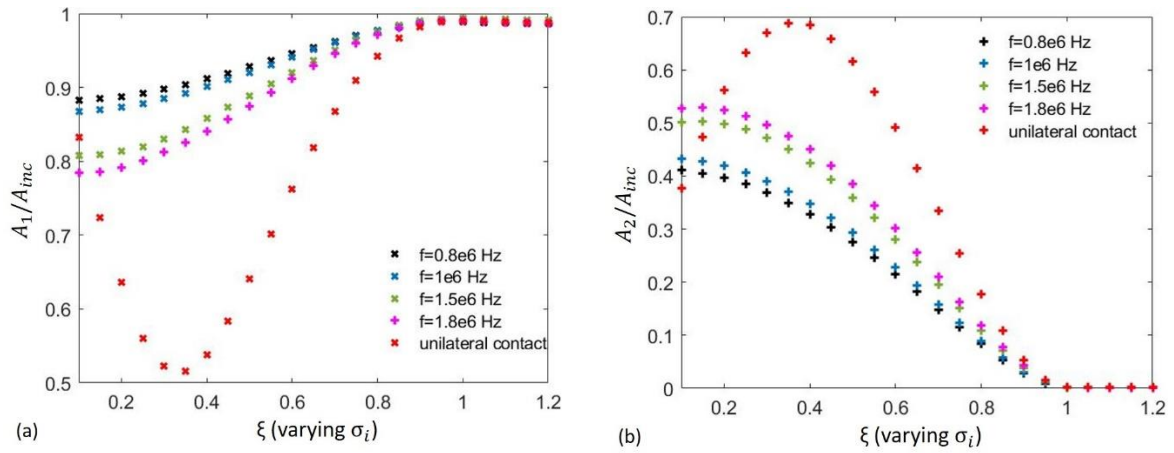 1
0.9
0.8
0.7
0.6
0.5
A₁/A_inc
f=0.8e6 Hz
f=1e6 Hz
f=1.5e6 Hz
f=1.8e6 Hz
unilateral contact
0.2 0.4 0.6 0.8 1 1.2
(a)
ξ (varying σᵢ)
0.7
0.6
0.5
0.4
0.3
0.2
0.1
0
A₂/A_inc
f=0.8e6 Hz
f=1e6 Hz
f=1.5e6 Hz
f=1.8e6 Hz
unilateral contact
0.2 0.4 0.6 0.8 1 1.2
(b)
ξ (varying σᵢ)